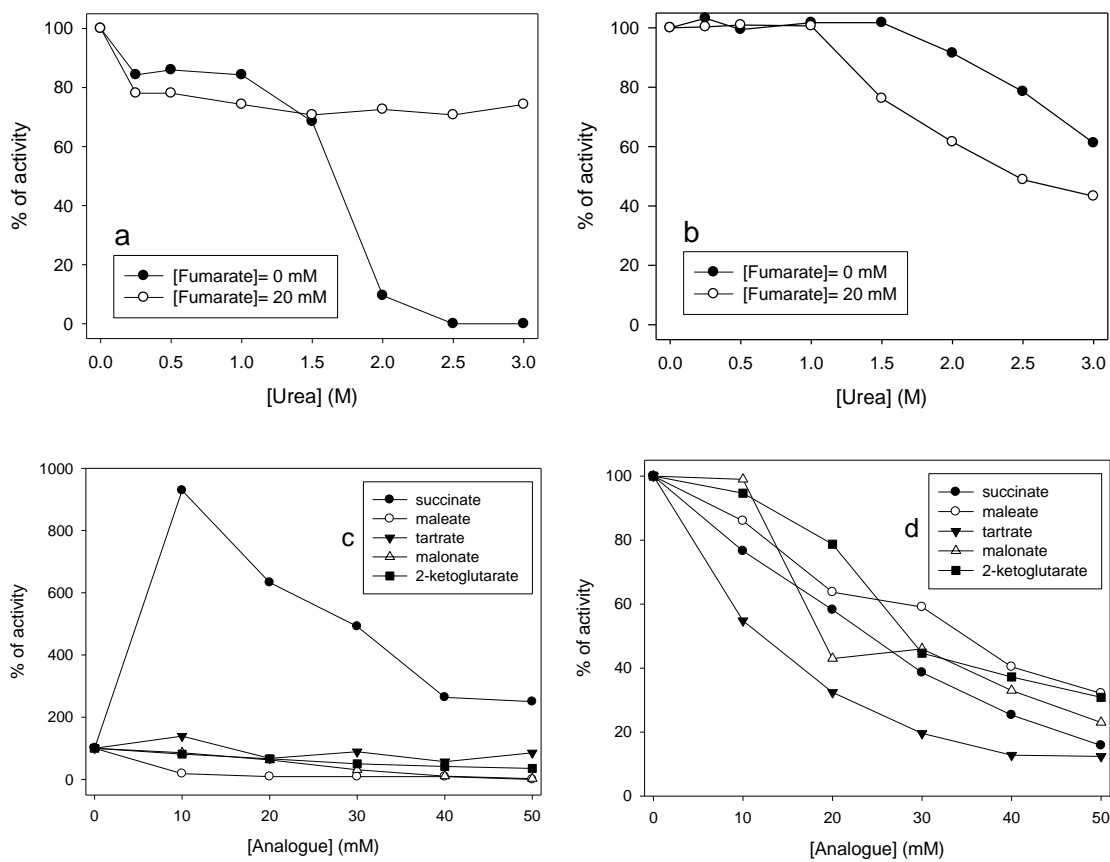 % of activity
100
80
60
40
20
0
a
[Fumarate]= 0 mM
[Fumarate]= 20 mM
0.0 0.5 1.0 1.5 2.0 2.5 3.0
[Urea] (M)
% of activity
100
80
60
40
20
0
b
[Fumarate]= 0 mM
[Fumarate]= 20 mM
0.0 0.5 1.0 1.5 2.0 2.5 3.0
[Urea] (M)
% of activity
1000
800
600
400
200
0
c
succinate
maleate
tartrate
malonate
2-ketoglutarate
0 10 20 30 40 50
[Analogue] (mM)
% of activity
100
80
60
40
20
0
d
succinate
maleate
tartrate
malonate
2-ketoglutarate
0 10 20 30 40 50
[Analogue] (mM)